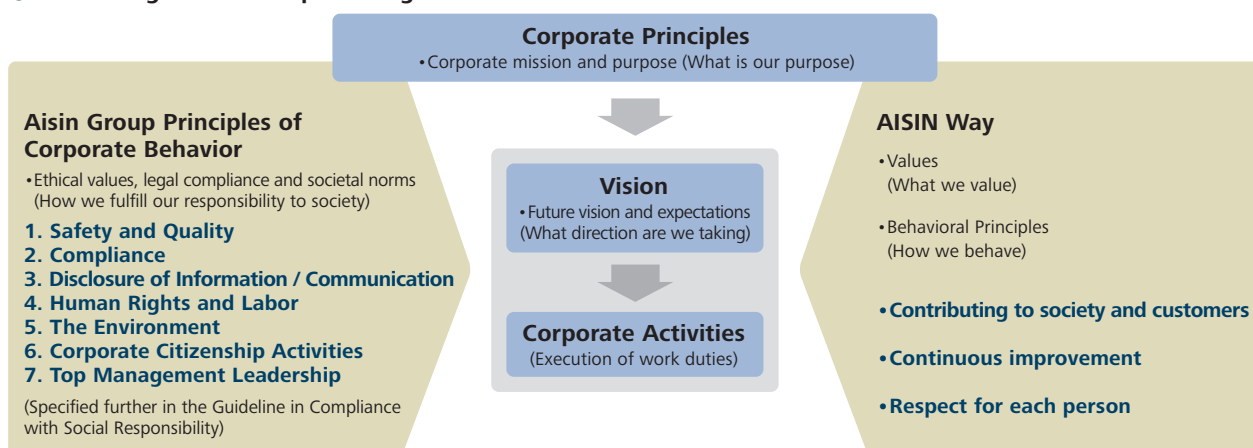 Corporate Principles
•Corporate mission and purpose (What is our purpose)
Aisin Group Principles of
Corporate Behavior
•Ethical values, legal compliance and societal norms
(How we fulfill our responsibility to society)
1. Safety and Quality
2. Compliance
3. Disclosure of Information / Communication
4. Human Rights and Labor
5. The Environment
6. Corporate Citizenship Activities
7. Top Management Leadership
(Specified further in the Guideline in Compliance
with Social Responsibility)
Vision
•Future vision and expectations
(What direction are we taking)
Corporate Activities
(Execution of work duties)
AISIN Way
•Values
(What we value)
•Behavioral Principles
(How we behave)
•Contributing to society and customers
•Continuous improvement
•Respect for each person